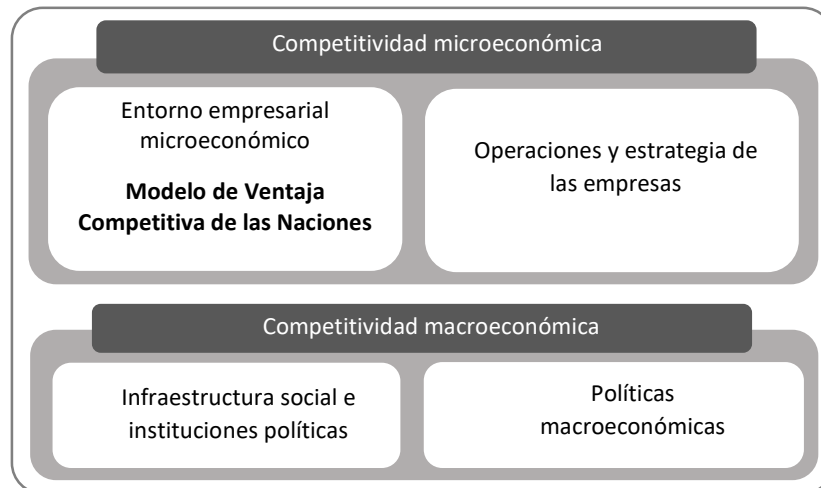 Competitividad microeconómica
Entorno empresarial
microeconómico
Modelo de Ventaja
Competitiva de las Naciones
Operaciones y estrategia de
las empresas
Competitividad macroeconómica
Infraestructura social e
instituciones políticas
Políticas
macroeconómicas